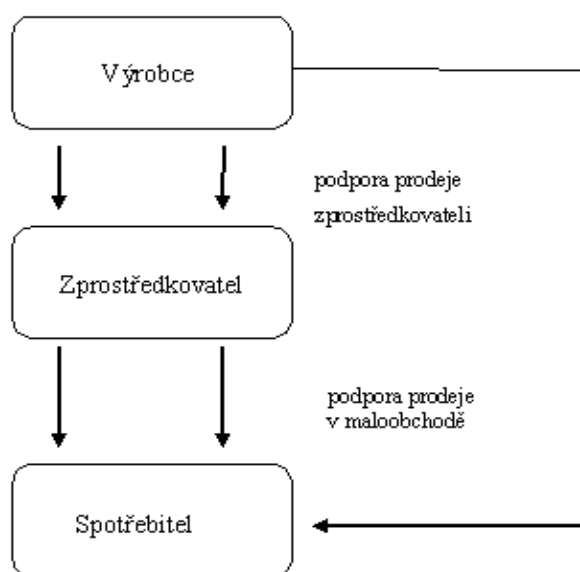 Výrobce
podpora prodeje
zprostředkovateli
Zprostředkovatel
podpora prodeje
v maloobchodě
Spotřebitel